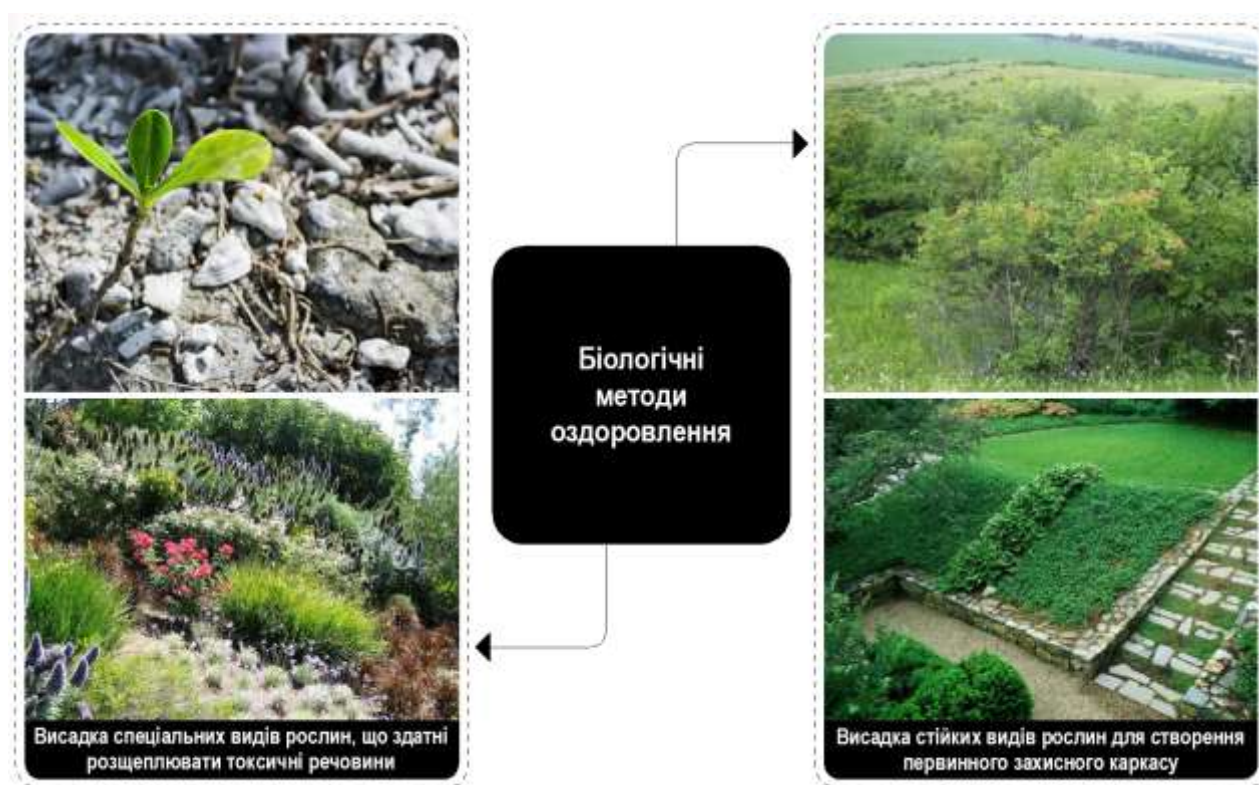 Біологічні
методи
оздоровлення
Висадка спеціальних видів рослин, що здатні
розщеплювати токсичні речовини
Висадка стійких видів рослин для створення
первинного захисного каркасу